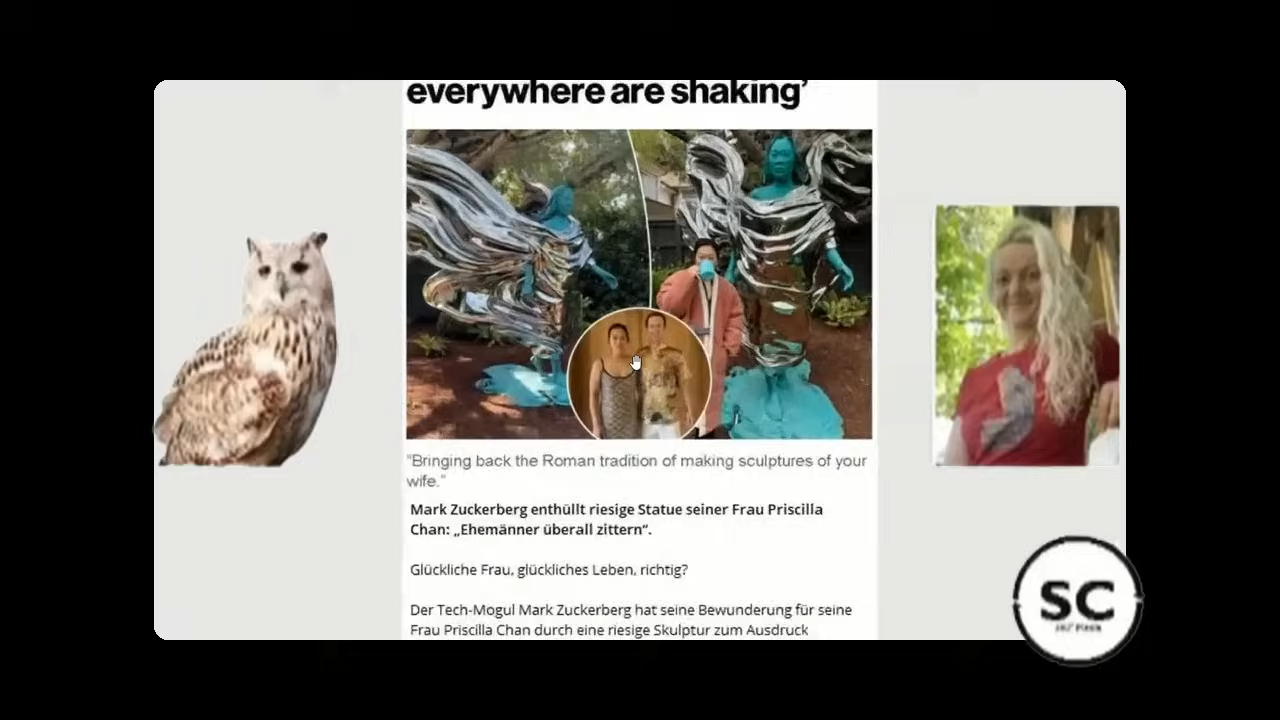 everywhere are shaking'
"Bringing back the Roman tradition of making sculptures of your
wife."
Mark Zuckerberg enthüllt riesige Statue seiner Frau Priscilla
Chan: „Ehemänner überall zittern“.
Glückliche Frau, glückliches Leben, richtig?
Der Tech-Mogul Mark Zuckerberg hat seine Bewunderung für seine
Frau Priscilla Chan durch eine riesige Skulptur zum Ausdruck
SC